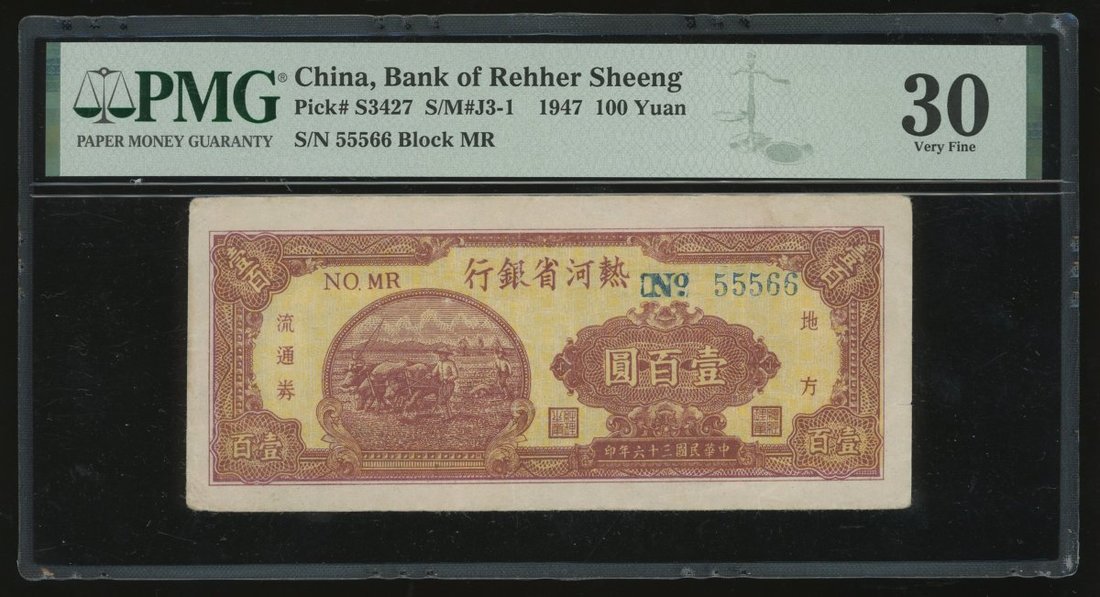 PMG®
PAPER MONEY GUARANTY
China, Bank of Rehher Sheeng
Pick# S3427 S/M#J3-1 1947 100 Yuan
S/N 55566 Block MR
30
Very Fine
行銀省河熱
NO. MR
No 55566
壹百
壹百
流通券
地方
圓百壹
百壹
百壹
印年六十三國民華中